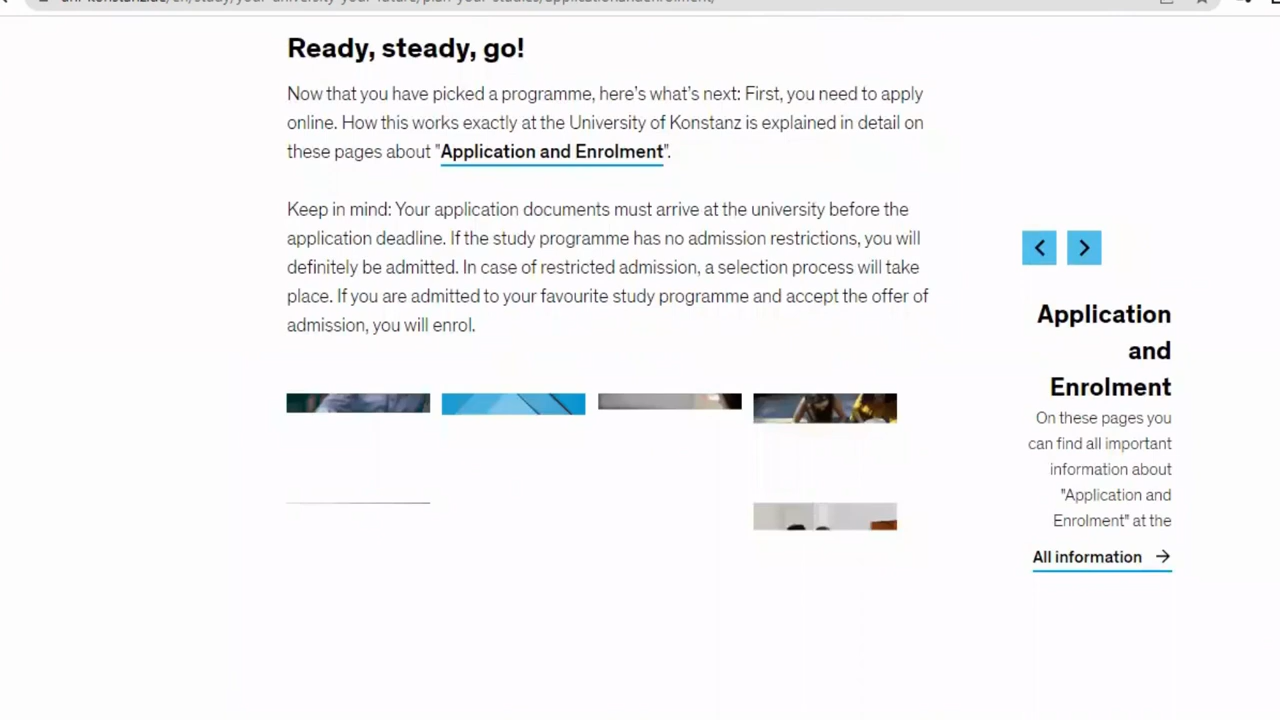 Ready, steady, go!
Now that you have picked a programme, here's what's next: First, you need to apply
online. How this works exactly at the University of Konstanz is explained in detail on
these pages about "Application and Enrolment".
Keep in mind: Your application documents must arrive at the university before the
application deadline. If the study programme has no admission restrictions, you will
definitely be admitted. In case of restricted admission, a selection process will take
place. If you are admitted to your favourite study programme and accept the offer of
admission, you will enrol.
Application
and
Enrolment
On these pages you
can find all important
information about
"Application and
Enrolment" at the
All information